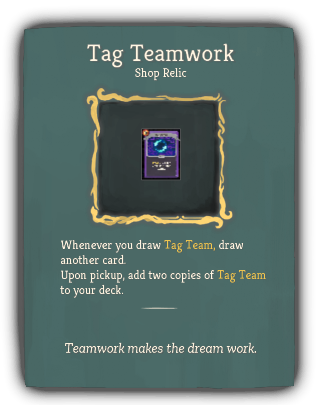 Tag Teamwork
Shop Relic
Whenever you draw Tag Team, draw
another card.
Upon pickup, add two copies of Tag Team
to your deck.
Teamwork makes the dream work.